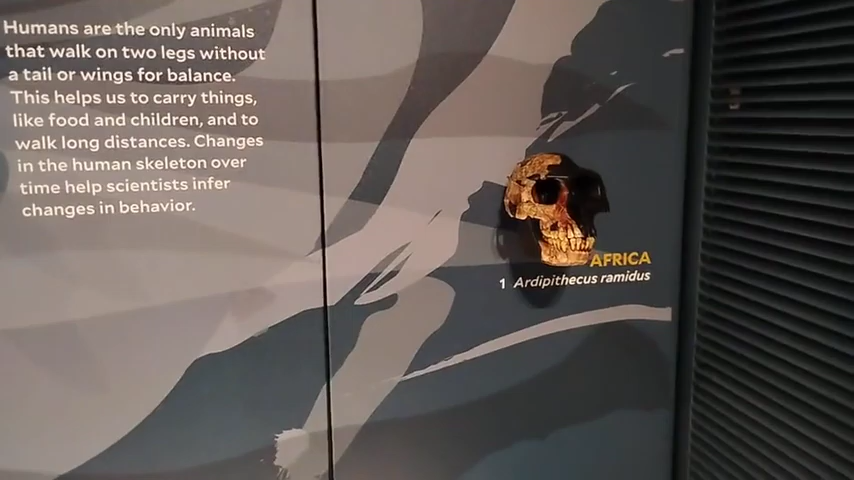 Humans are the only animals
that walk on two legs without
a tail or wings for balance.
This helps us to carry things,
like food and children, and to
walk long distances. Changes
in the human skeleton over
time help scientists infer
changes in behavior.
AFRICA
1 Ardipithecus ramidus